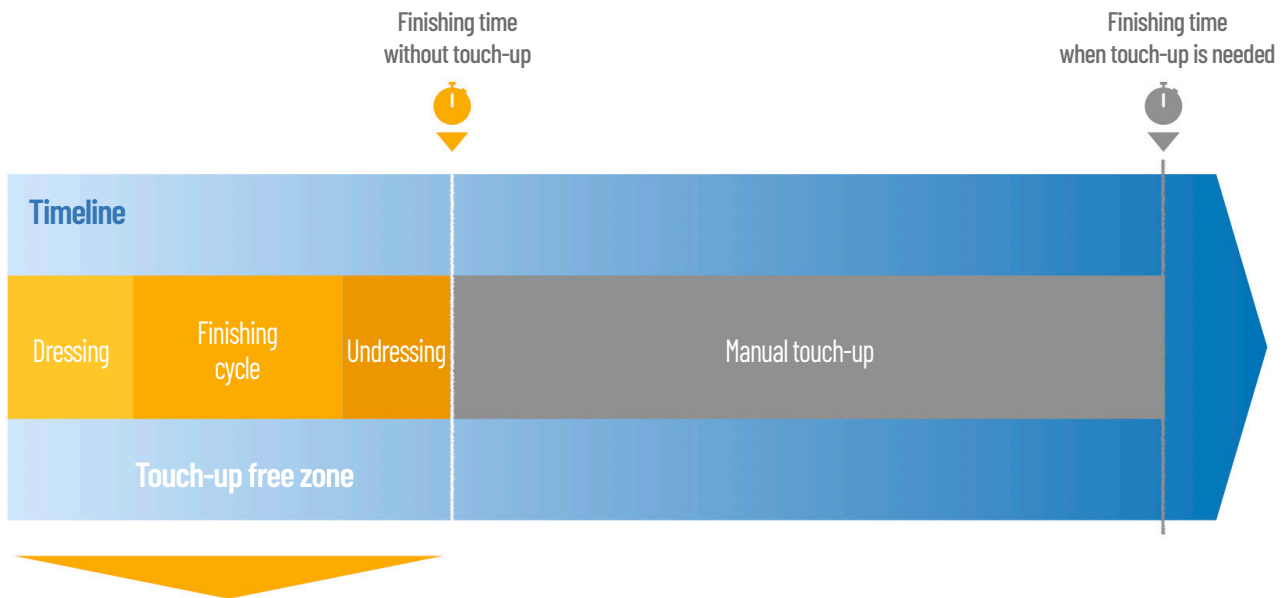 Finishing time
without touch-up
Finishing time
when touch-up is needed
Timeline
Dressing
Finishing
cycle
Undressing
Manual touch-up
Touch-up free zone